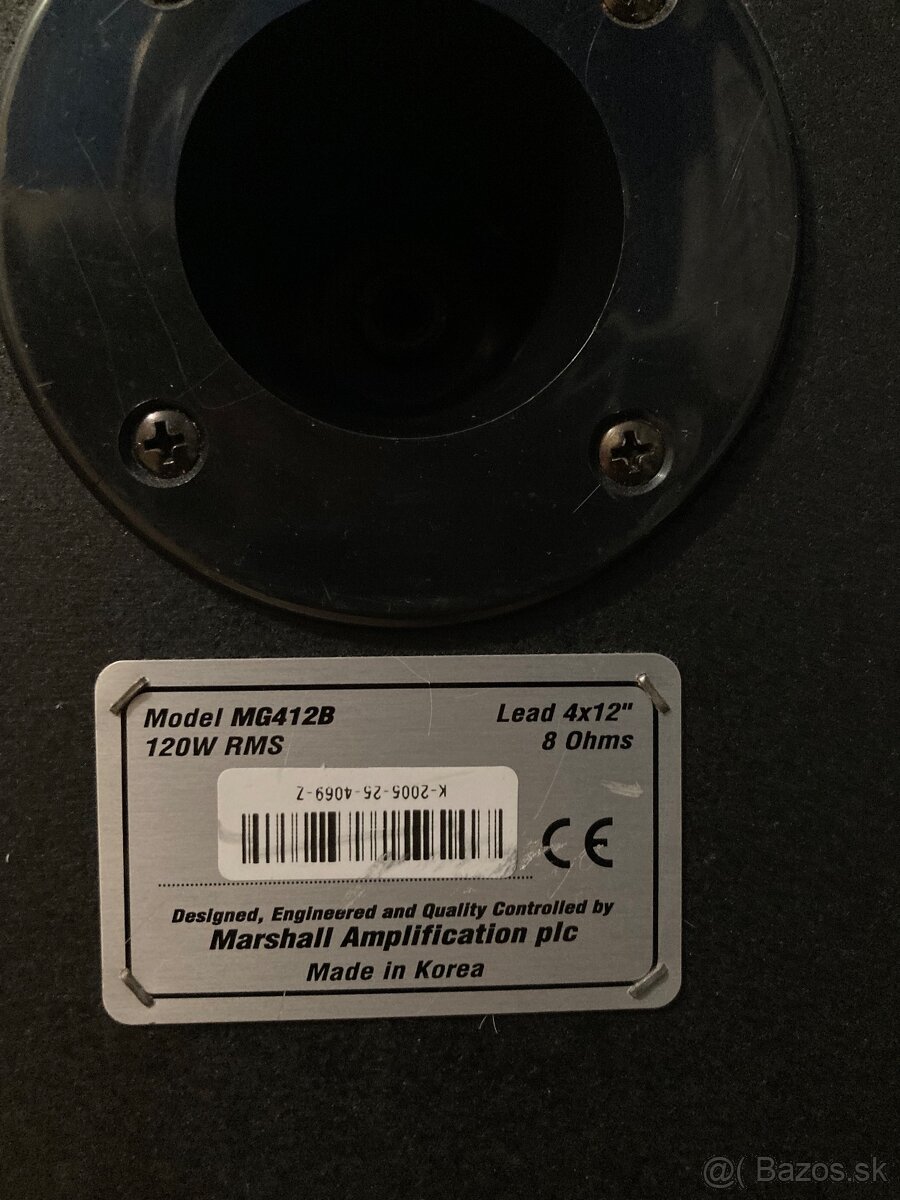 Model MG412B
Lead 4x12"
120W RMS
8 Ohms
K-2005-25-4069-Z
CE
Designed, Engineered and Quality Controlled by
Marshall Amplification plc
Made in Korea
@( Bazos.sk